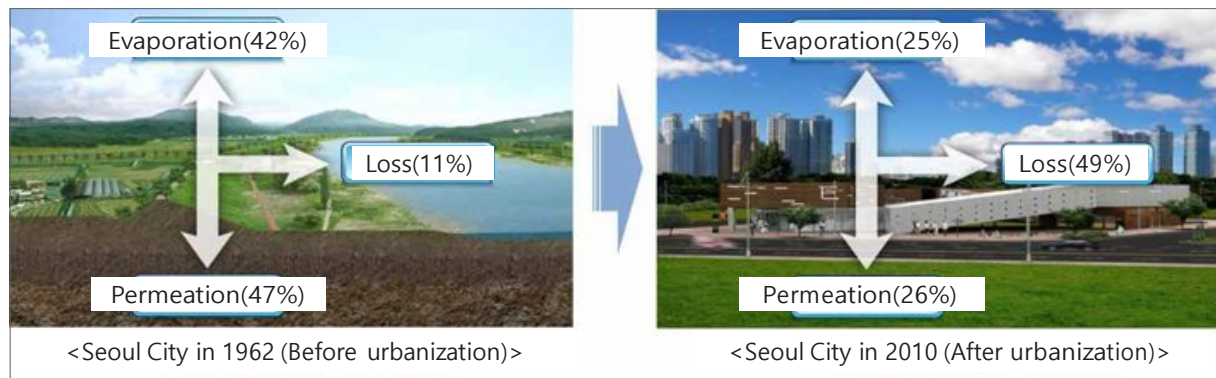 Evaporation(42%)
Loss(11%)
Permeation(47%)
<Seoul City in 1962 (Before urbanization)>
Evaporation(25%)
Loss(49%)
Permeation(26%)
<Seoul City in 2010 (After urbanization)>